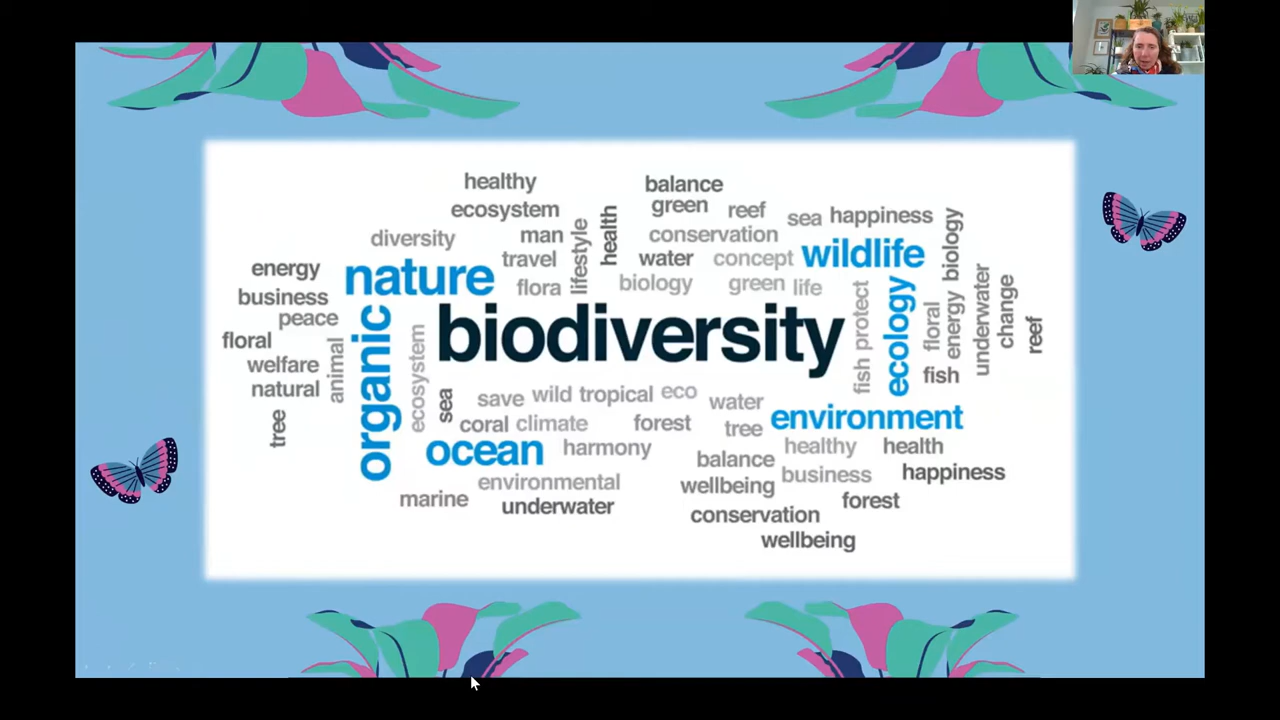 healthy
balance
ecosystem
green
reef
sea
happiness
diversity
man
lifestyle
health
conservation
wildlife
biology
energy
nature
travel
water
concept
business
flora
biology
green
life
peace
organic
biodiversity
fish
protect
ecology
floral
energy
underwater
change
reef
floral
welfare
animal
ecosystem
fish
natural
sea
save
wild
tropical
eco
water
tree
coral
climate
forest
tree
environment
ocean
harmony
healthy
health
balance
business
happiness
environmental
wellbeing
marine
underwater
forest
conservation
wellbeing